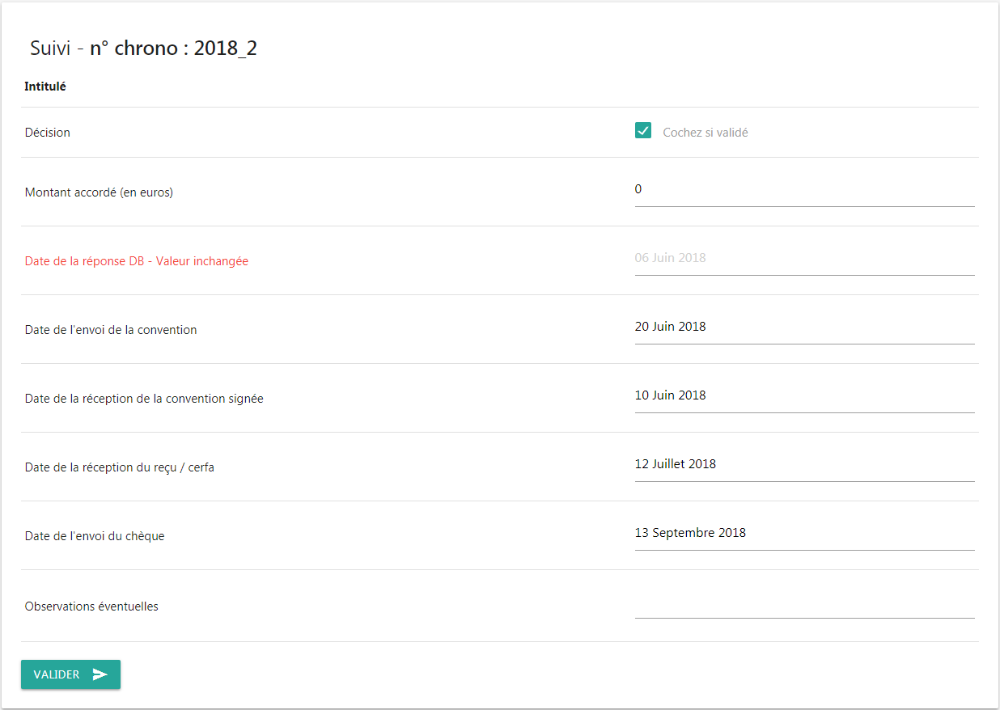 Suivi - n° chrono : 2018_2
Intitulé
Décision
Cochez si validé
Montant accordé (en euros)
0
Date de la réponse DB - Valeur inchangée
06 Juin 2018
Date de l'envoi de la convention
20 Juin 2018
Date de la réception de la convention signée
10 Juin 2018
Date de la réception du reçu / cerfa
12 Juillet 2018
Date de l'envoi du chèque
13 Septembre 2018
Observations éventuelles
VALIDER